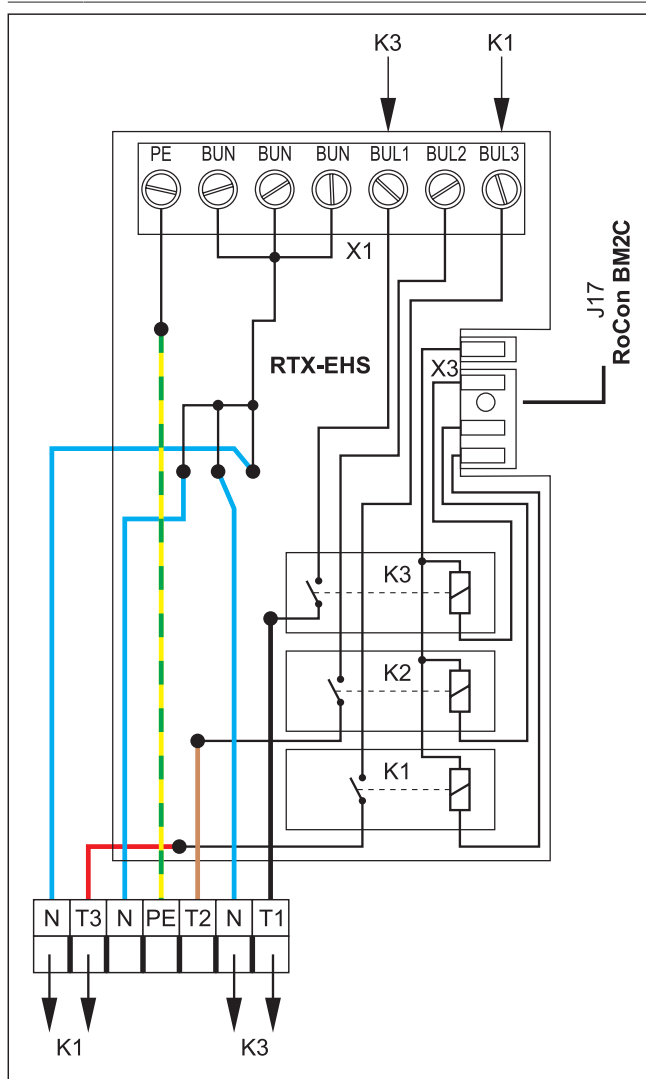 K3 K1
PE BUN BUN BUN BUL1 BUL2 BUL3
X1
J17
RoCon BM2C
RTX-EHS
X3
K3
K2
K1
N T3 N PE T2 N T1
K1 K3